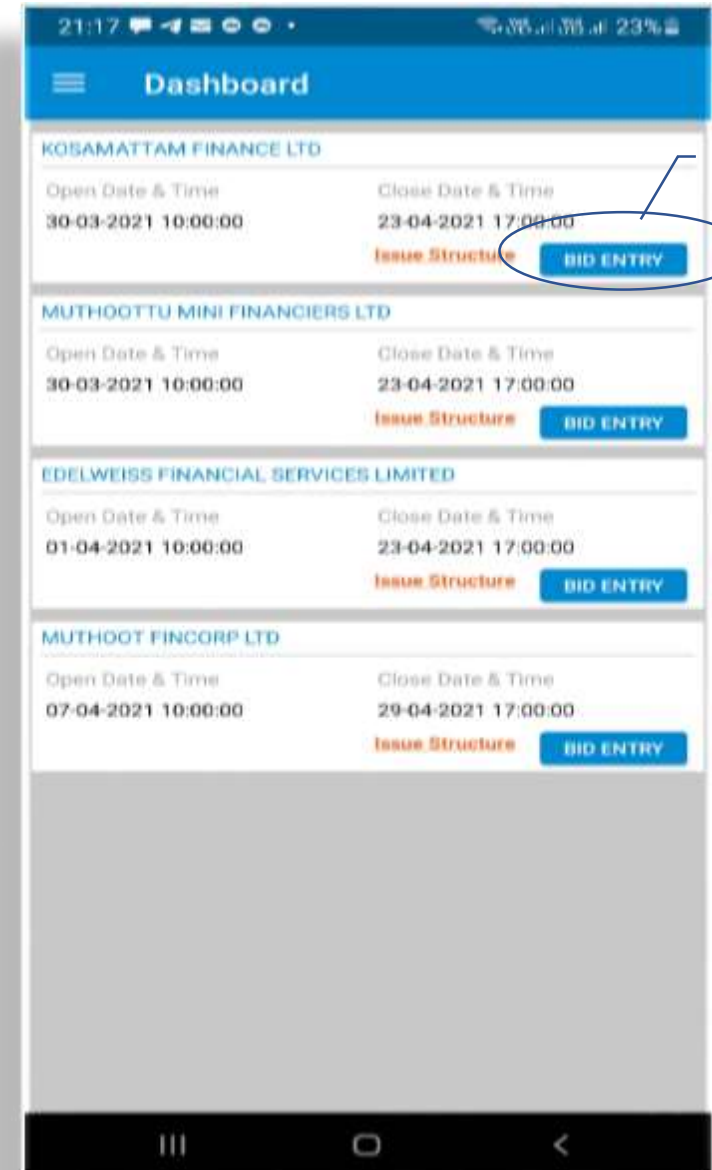 21:17 23%
Dashboard
KOSAMATTAM FINANCE LTD
Open Date & Time Close Date & Time
30-03-2021 10:00:00 23-04-2021 17:00:00
Issue Structure BID ENTRY
MUTHOOTTU MINI FINANCIERS LTD
Open Date & Time Close Date & Time
30-03-2021 10:00:00 23-04-2021 17:00:00
Issue Structure BID ENTRY
EDELWEISS FINANCIAL SERVICES LIMITED
Open Date & Time Close Date & Time
01-04-2021 10:00:00 23-04-2021 17:00:00
Issue Structure BID ENTRY
MUTHOOT FINCORP LTD
Open Date & Time Close Date & Time
07-04-2021 10:00:00 29-04-2021 17:00:00
Issue Structure BID ENTRY